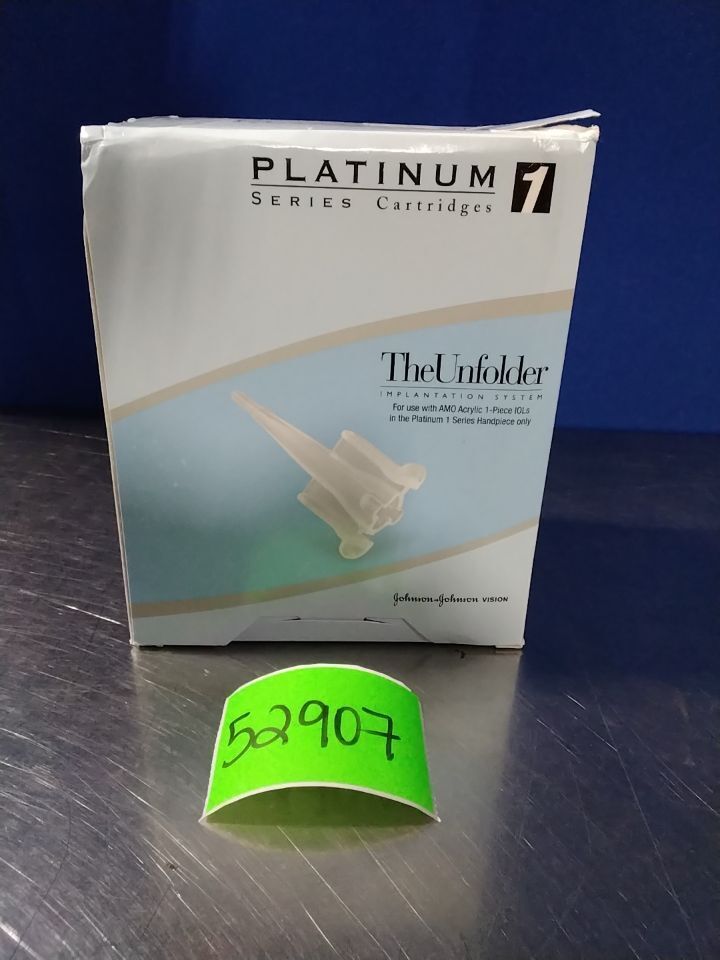 PLATINUM 1
SERIES Cartridges
TheUnfolder
IMPLANTATION SYSTEM
For use with AMO Acrylic 1-Piece IOLs
in the Platinum 1 Series Handpiece only
Johnson-Johnson VISION
52907